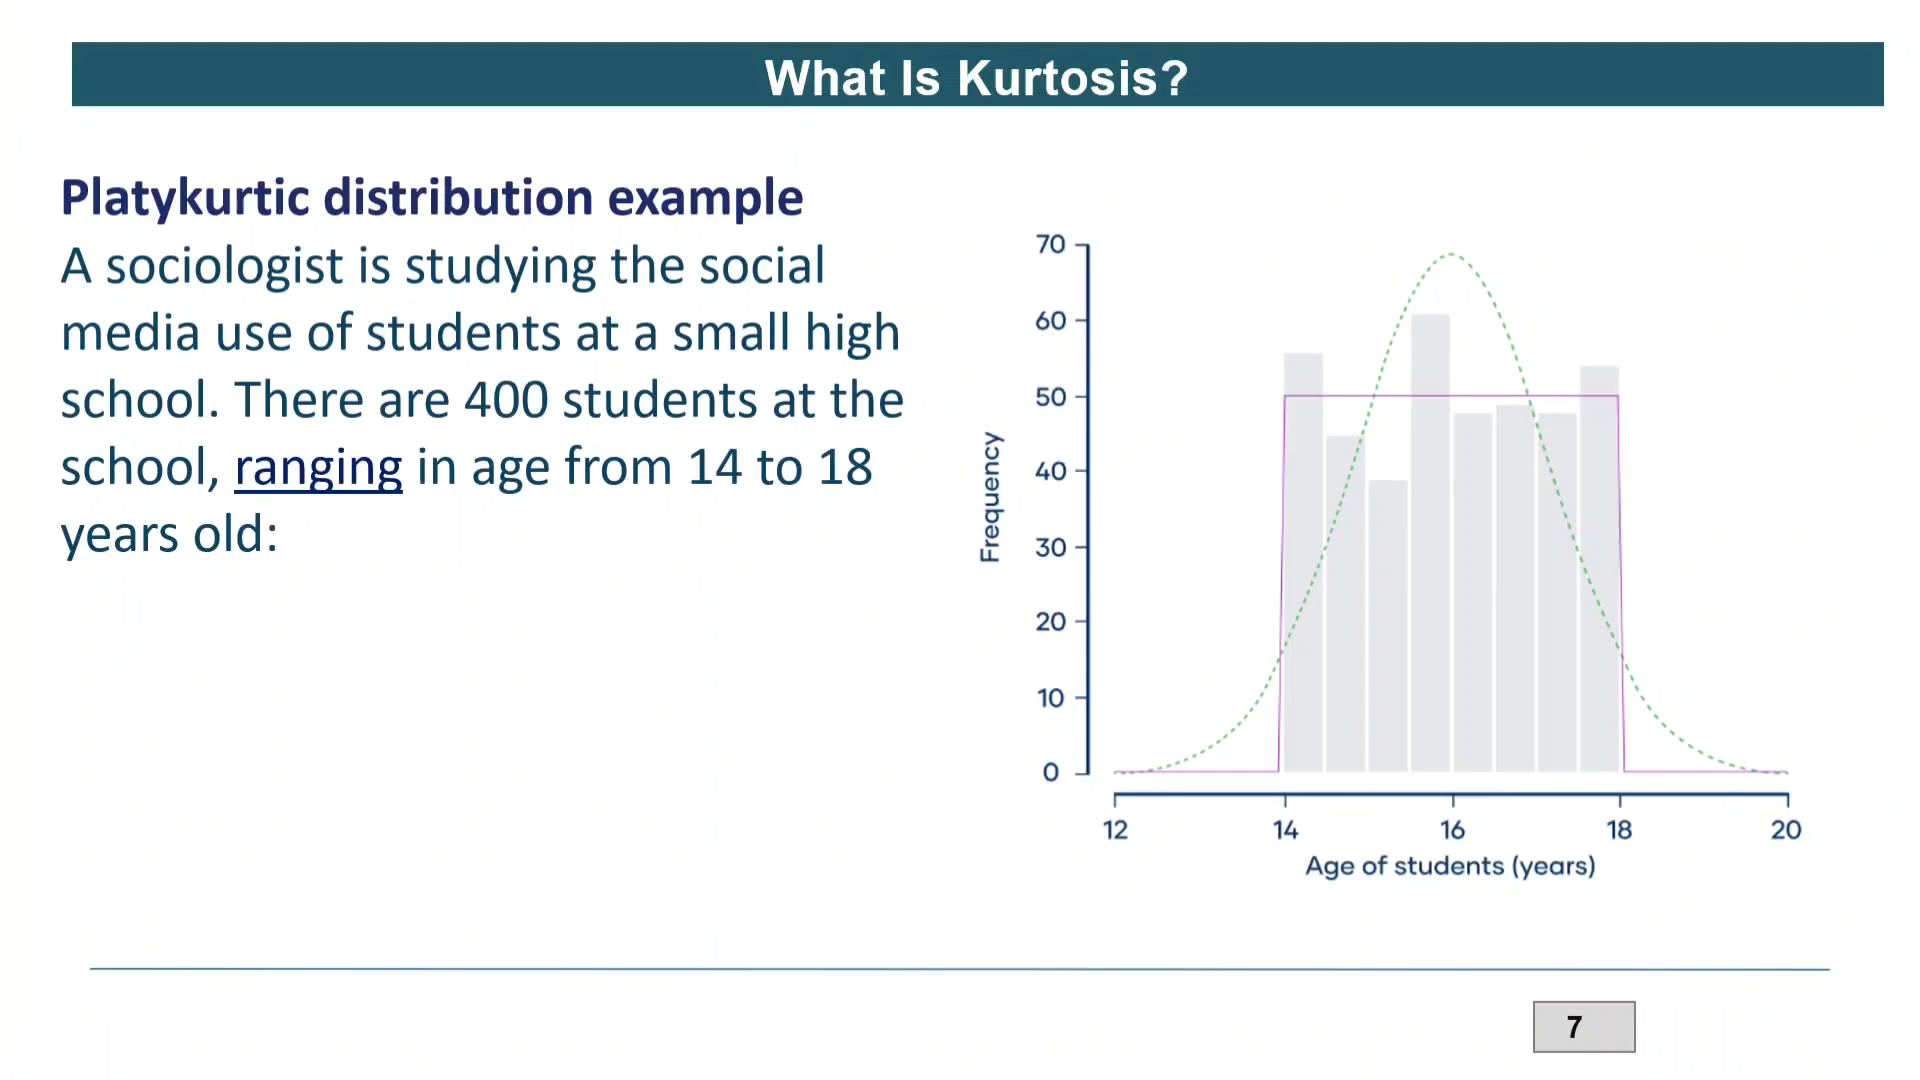 What Is Kurtosis?
Platykurtic distribution example
A sociologist is studying the social
media use of students at a small high
school. There are 400 students at the
school, ranging in age from 14 to 18
years old:
70
60
50
40
30
20
10
0
Frequency
12 14 16 18 20
Age of students (years)
7